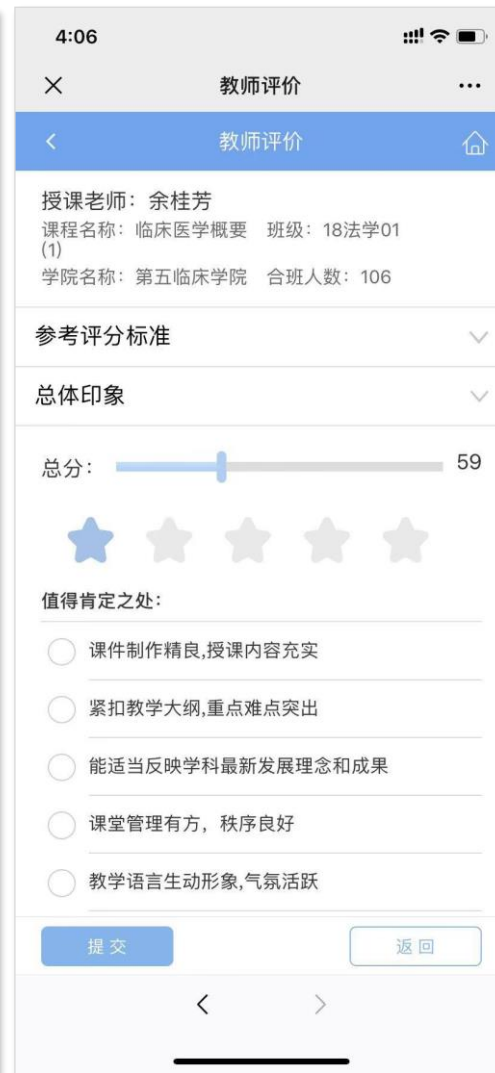 4:06
教师评价
教师评价
授课老师：余桂芳
课程名称：临床医学概要 班级：18法学01
(1)
学院名称：第五临床学院 合班人数：106
参考评分标准
总体印象
总分： 59
值得肯定之处：
课件制作精良,授课内容充实
紧扣教学大纲,重点难点突出
能适当反映学科最新发展理念和成果
课堂管理有方，秩序良好
教学语言生动形象,气氛活跃
提交 返回